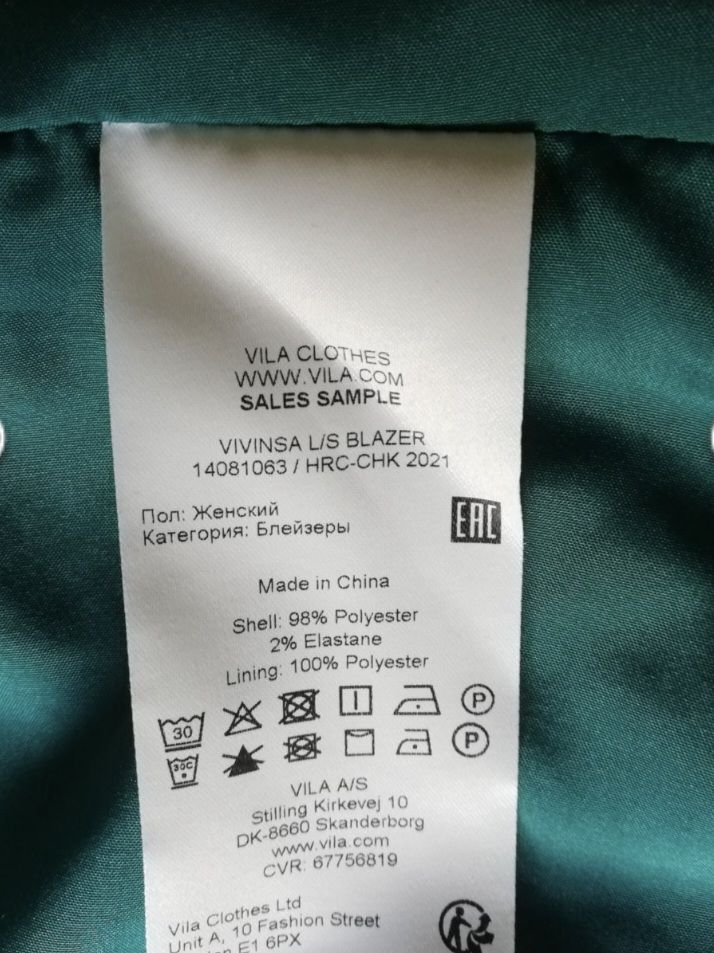 VILA CLOTHES
WWW.VILA.COM
SALES SAMPLE
VIVINSA L/S BLAZER
14081063 / HRC-CHK 2021
Пол: Женский
Категория: Блейзеры
EAC
Made in China
Shell: 98% Polyester
2% Elastane
Lining: 100% Polyester
30 P
30C P
VILA A/S
Stilling Kirkevej 10
DK-8660 Skanderborg
www.vila.com
CVR: 67756819
Vila Clothes Ltd
Unit A, 10 Fashion Street
E1 6PX